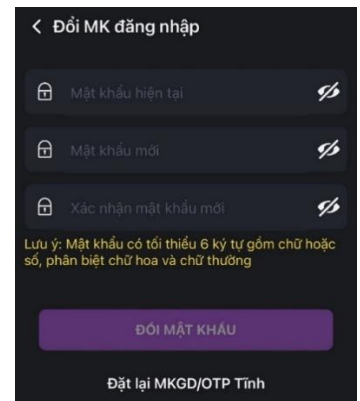 Đổi MK đăng nhập
Mật khẩu hiện tại
Mật khẩu mới
Xác nhận mật khẩu mới
Lưu ý: Mật khẩu có tối thiểu 6 ký tự gồm chữ hoặc
số, phân biệt chữ hoa và chữ thường
ĐỔI MẬT KHẨU
Đặt lại MKGD/OTP Tĩnh